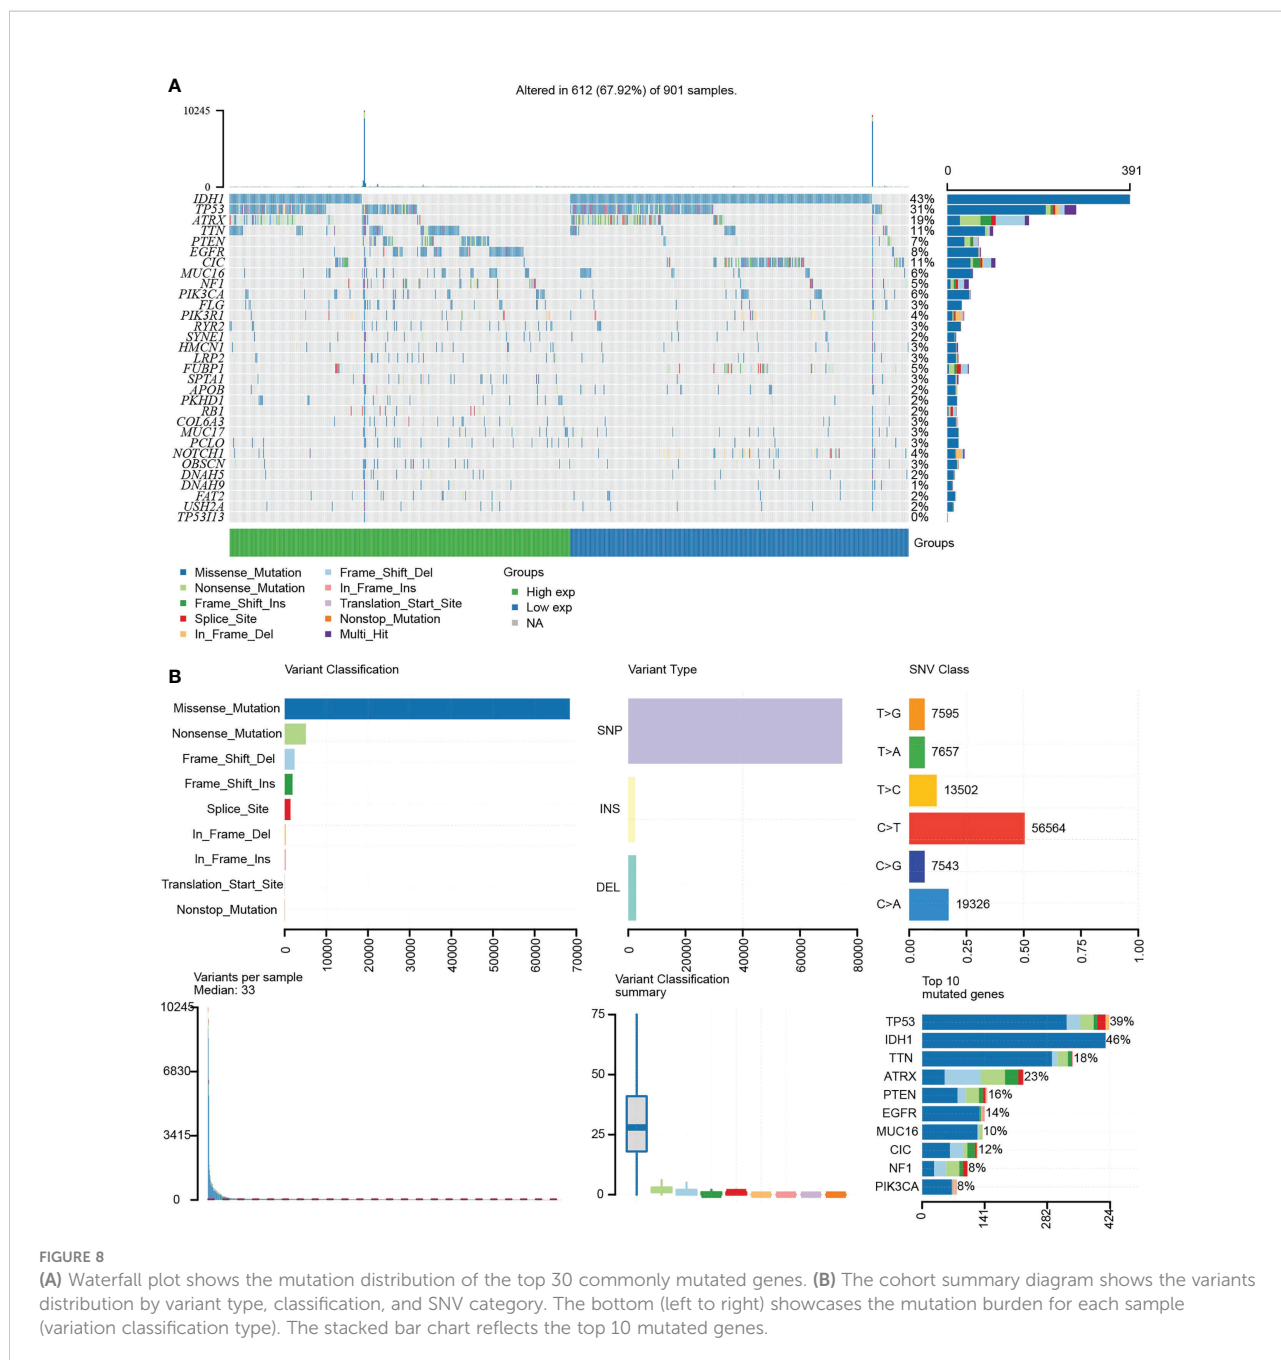 A
Altered in 612 (67.92%) of 901 samples.
10245
0
0 391
IDH1 43%
TP53 31%
ATRX 19%
TTN 11%
PTEN 7%
EGFR 8%
CIC 11%
MUC16 6%
NF1 5%
PIK3CA 6%
FLG 3%
PIK3R1 4%
RYR2 3%
SYNE1 2%
HMCN1 3%
LRP2 3%
FUBP1 5%
SPTA1 3%
APOB 2%
PKHD1 2%
RB1 2%
COL6A3 3%
MUC17 3%
PCLO 3%
NOTCH1 4%
OBSCN 3%
DNAH5 2%
DNAH9 1%
FAT2 2%
USH2A 2%
TP53I13 0%
Groups
Missense_Mutation
Nonsense_Mutation
Frame_Shift_Ins
Splice_Site
In_Frame_Del
Frame_Shift_Del
In_Frame_Ins
Translation_Start_Site
Nonstop_Mutation
Multi_Hit
Groups
High exp
Low exp
NA
B
Variant Classification
Missense_Mutation
Nonsense_Mutation
Frame_Shift_Del
Frame_Shift_Ins
Splice_Site
In_Frame_Del
In_Frame_Ins
Translation_Start_Site
Nonstop_Mutation
0 100000 200000 300000 400000 500000 600000 700000
Variant Type
SNP
INS
DEL
0 40000 80000
SNV Class
T>G 7595
T>A 7657
T>C 13502
C>T 56564
C>G 7543
C>A 19326
0.00 0.25 0.50 0.75 1.00
Variants per sample
Median: 33
10245
6830
3415
0
Variant Classification
summary
75
50
25
0
Top 10
mutated genes
TP53 39%
IDH1 46%
TTN 18%
ATRX 23%
PTEN 16%
EGFR 14%
MUC16 10%
CIC 12%
NF1 8%
PIK3CA 8%
0 141 282 424
FIGURE 8
(A) Waterfall plot shows the mutation distribution of the top 30 commonly mutated genes. (B) The cohort summary diagram shows the variants
distribution by variant type, classification, and SNV category. The bottom (left to right) showcases the mutation burden for each sample
(variation classification type). The stacked bar chart reflects the top 10 mutated genes.